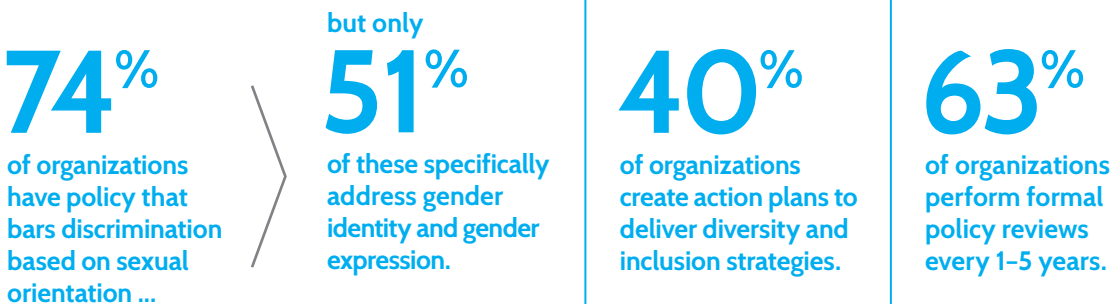 74%
of organizations
have policy that
bars discrimination
based on sexual
orientation ...
but only
51%
of these specifically
address gender
identity and gender
expression.
40%
of organizations
create action plans to
deliver diversity and
inclusion strategies.
63%
of organizations
perform formal
policy reviews
every 1–5 years.